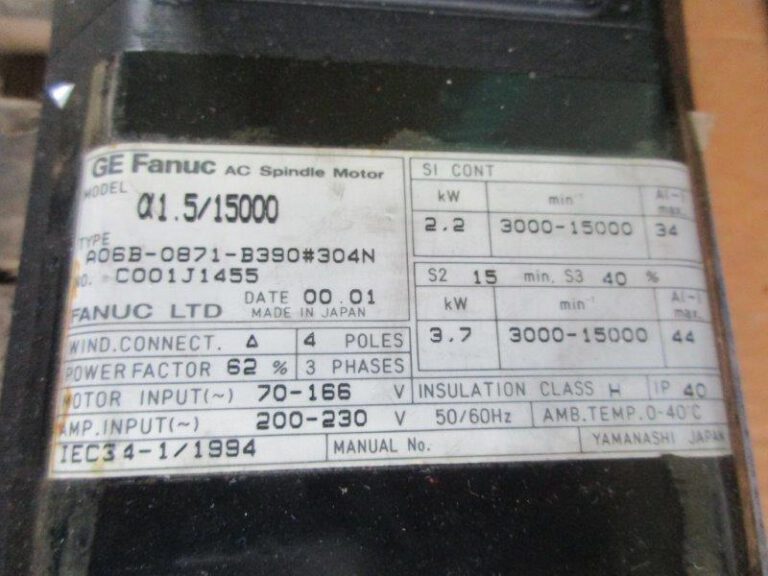 GE Fanuc AC Spindle Motor
MODEL
α1.5/15000
TYPE
A06B-0871-B390#304N
NO. C001J1455
DATE 00.01
FANUC LTD MADE IN JAPAN
WIND.CONNECT. Δ 4 POLES
POWER FACTOR 62 % 3 PHASES
MOTOR INPUT(~) 70-166 V
AMP.INPUT(~) 200-230 V 50/60Hz
IEC34-1/1994 MANUAL No.
S1 CONT
kW min⁻¹ A(~) max.
2.2 3000-15000 34
S2 15 min, S3 40 %
kW min⁻¹ A(~) max.
3.7 3000-15000 44
INSULATION CLASS H IP 40
AMB.TEMP.0-40°C
YAMANASHI JAPAN